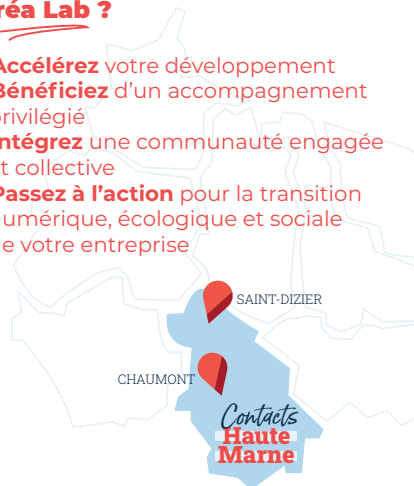 réa Lab ?
Accélérez votre développement
Bénéficiez d’un accompagnement
privilégié
ntégrez une communauté engagée
t collective
Passez à l’action pour la transition
umérique, écologique et sociale
e votre entreprise
SAINT-DIZIER
CHAUMONT
Contacts
Haute
Marne